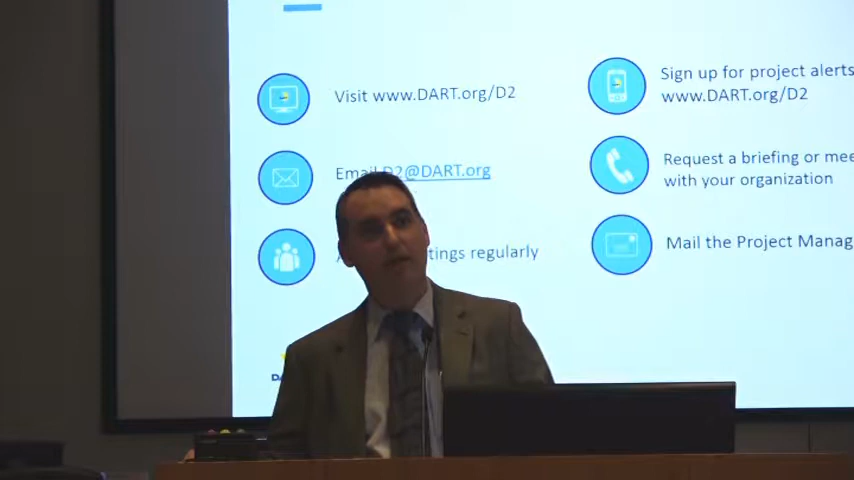 Visit www.DART.org/D2
Email D2@DART.org
tings regularly
Sign up for project alerts
www.DART.org/D2
Request a briefing or mee
with your organization
Mail the Project Manag